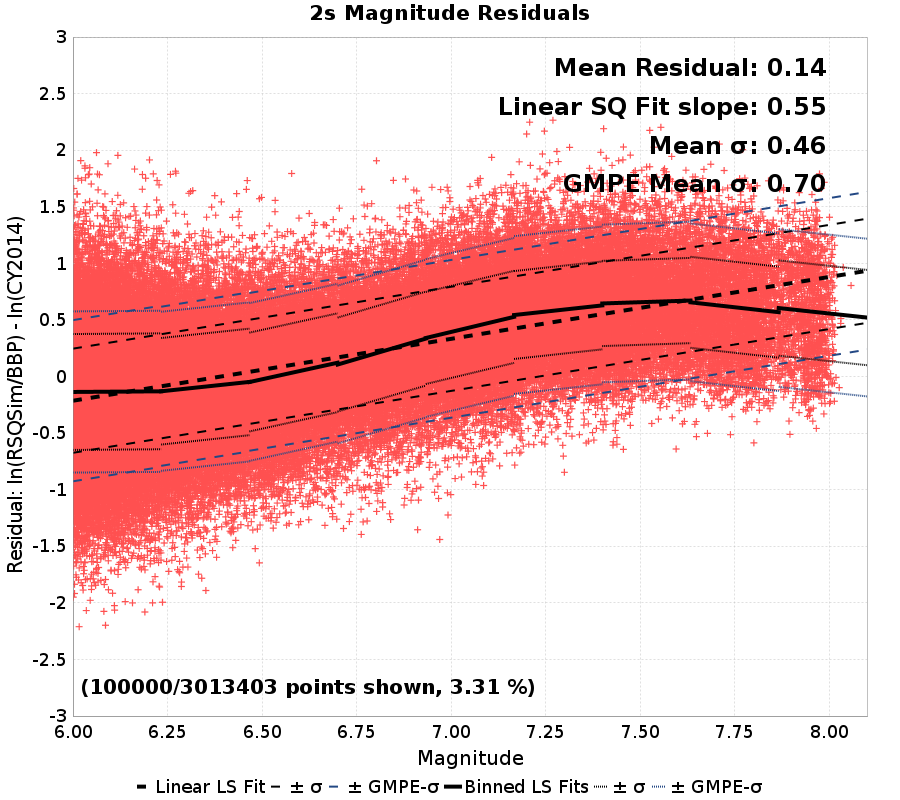 2s Magnitude Residuals
Mean Residual: 0.14
Linear SQ Fit slope: 0.55
Mean σ: 0.46
GMPE Mean σ: 0.70
Residual: ln(RSQSim/BBP) - ln(CY2014)
3
2.5
2
1.5
1
0.5
0
-0.5
-1
-1.5
-2
-2.5
-3
(100000/3013403 points shown, 3.31 %)
6.00 6.25 6.50 6.75 7.00 7.25 7.50 7.75 8.00
Magnitude
Linear LS Fit ± σ ± GMPE-σ Binned LS Fits ± σ ± GMPE-σ